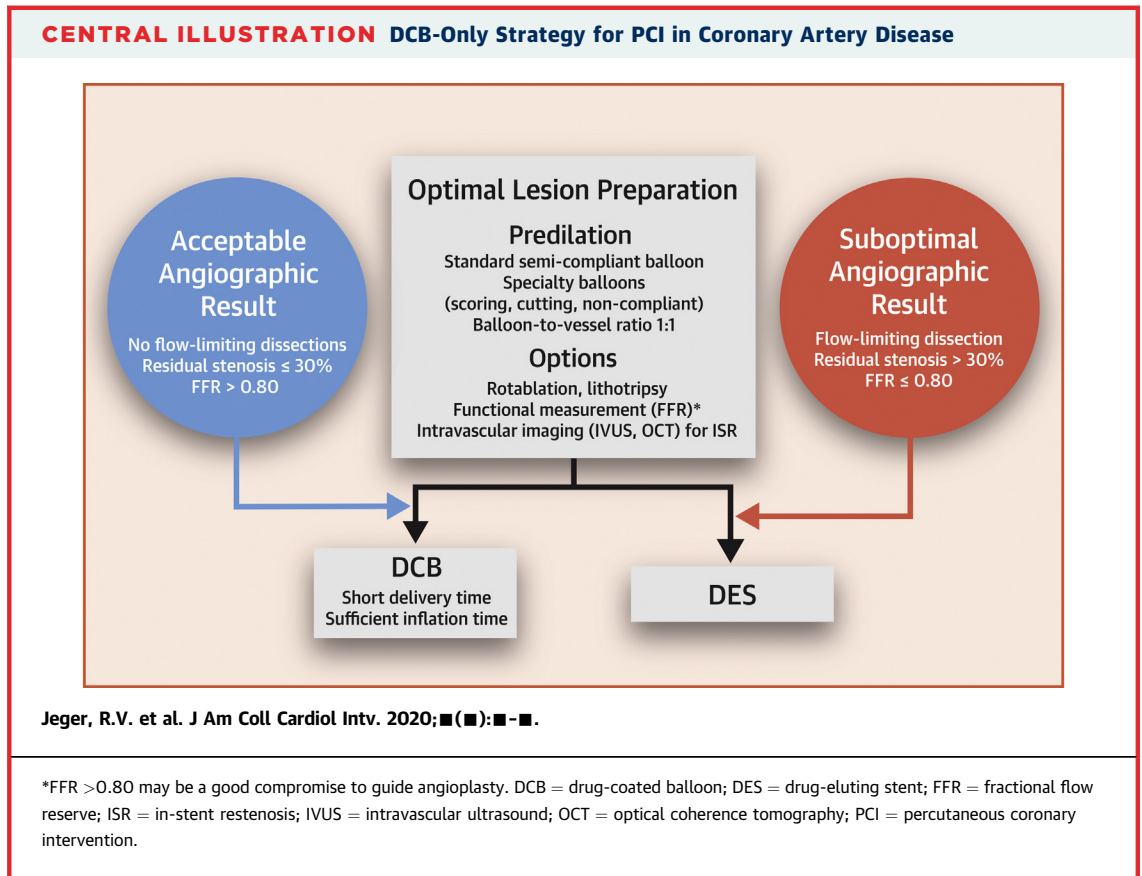 CENTRAL ILLUSTRATION DCB-Only Strategy for PCI in Coronary Artery Disease
Acceptable
Angiographic
Result
No flow-limiting dissections
Residual stenosis ≤ 30%
FFR > 0.80
Optimal Lesion Preparation
Predilation
Standard semi-compliant balloon
Specialty balloons
(scoring, cutting, non-compliant)
Balloon-to-vessel ratio 1:1
Options
Rotablation, lithotripsy
Functional measurement (FFR)*
Intravascular imaging (IVUS, OCT) for ISR
Suboptimal
Angiographic
Result
Flow-limiting dissection
Residual stenosis > 30%
FFR ≤ 0.80
DCB
Short delivery time
Sufficient inflation time
DES
Jeger, R.V. et al. J Am Coll Cardiol Intv. 2020;■(■):■-■.
*FFR >0.80 may be a good compromise to guide angioplasty. DCB = drug-coated balloon; DES = drug-eluting stent; FFR = fractional flow
reserve; ISR = in-stent restenosis; IVUS = intravascular ultrasound; OCT = optical coherence tomography; PCI = percutaneous coronary
intervention.